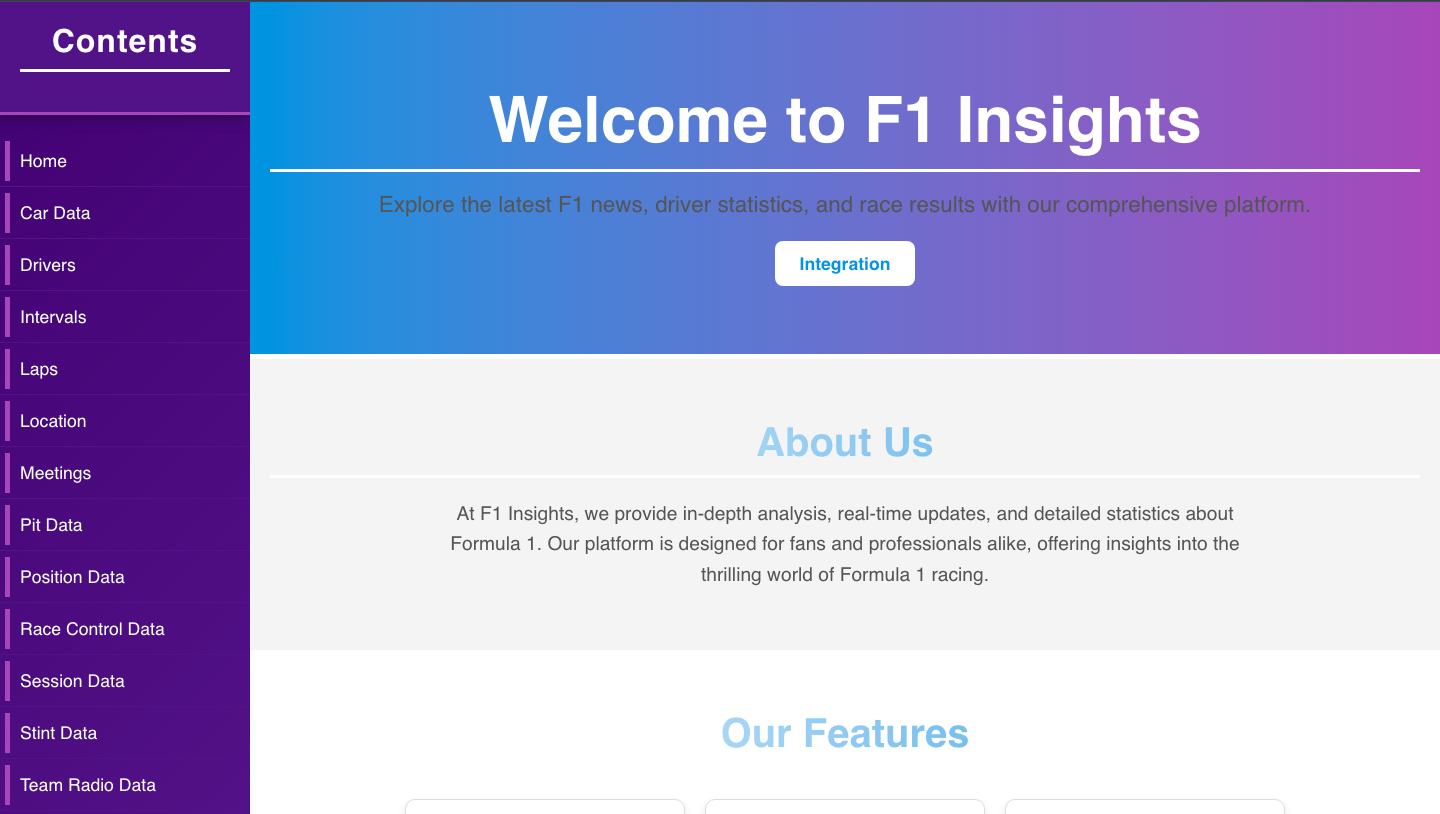 Contents
Home
Car Data
Drivers
Intervals
Laps
Location
Meetings
Pit Data
Position Data
Race Control Data
Session Data
Stint Data
Team Radio Data
Welcome to F1 Insights
Explore the latest F1 news, driver statistics, and race results with our comprehensive platform.
Integration
About Us
At F1 Insights, we provide in-depth analysis, real-time updates, and detailed statistics about
Formula 1. Our platform is designed for fans and professionals alike, offering insights into the
thrilling world of Formula 1 racing.
Our Features